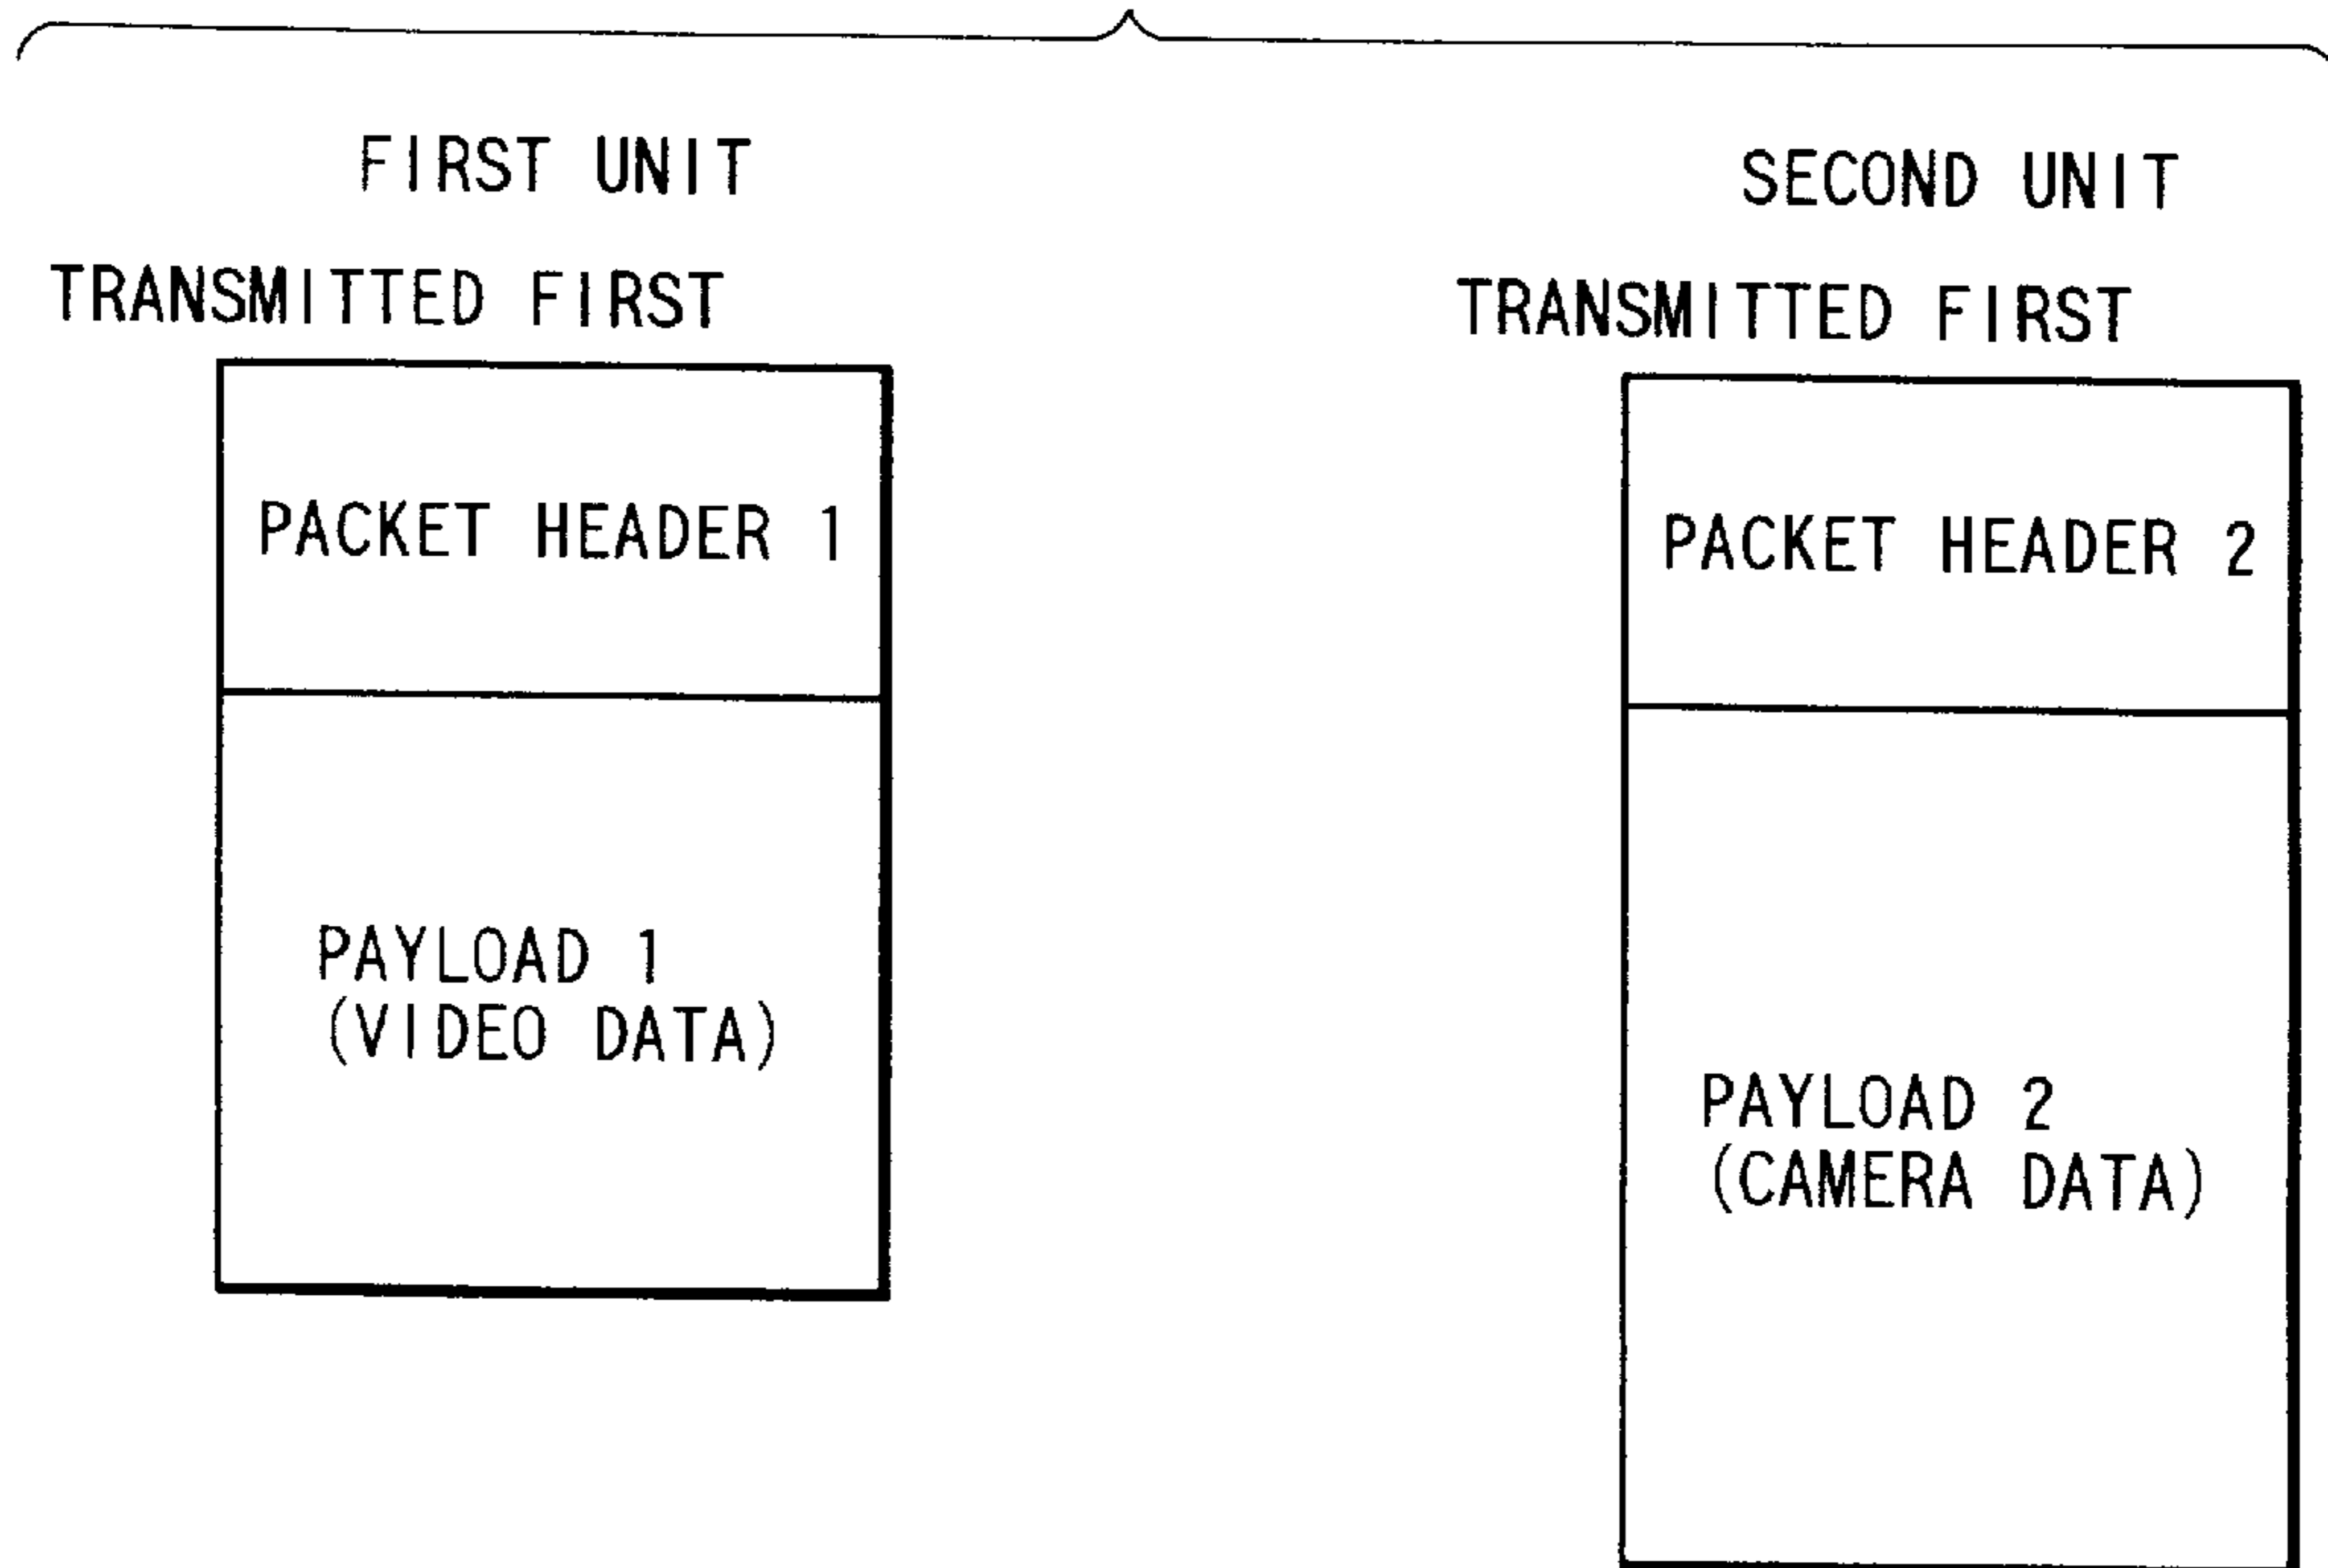 FIRST UNIT
TRANSMITTED FIRST
PACKET HEADER 1
PAYLOAD 1
(VIDEO DATA)
SECOND UNIT
TRANSMITTED FIRST
PACKET HEADER 2
PAYLOAD 2
(CAMERA DATA)